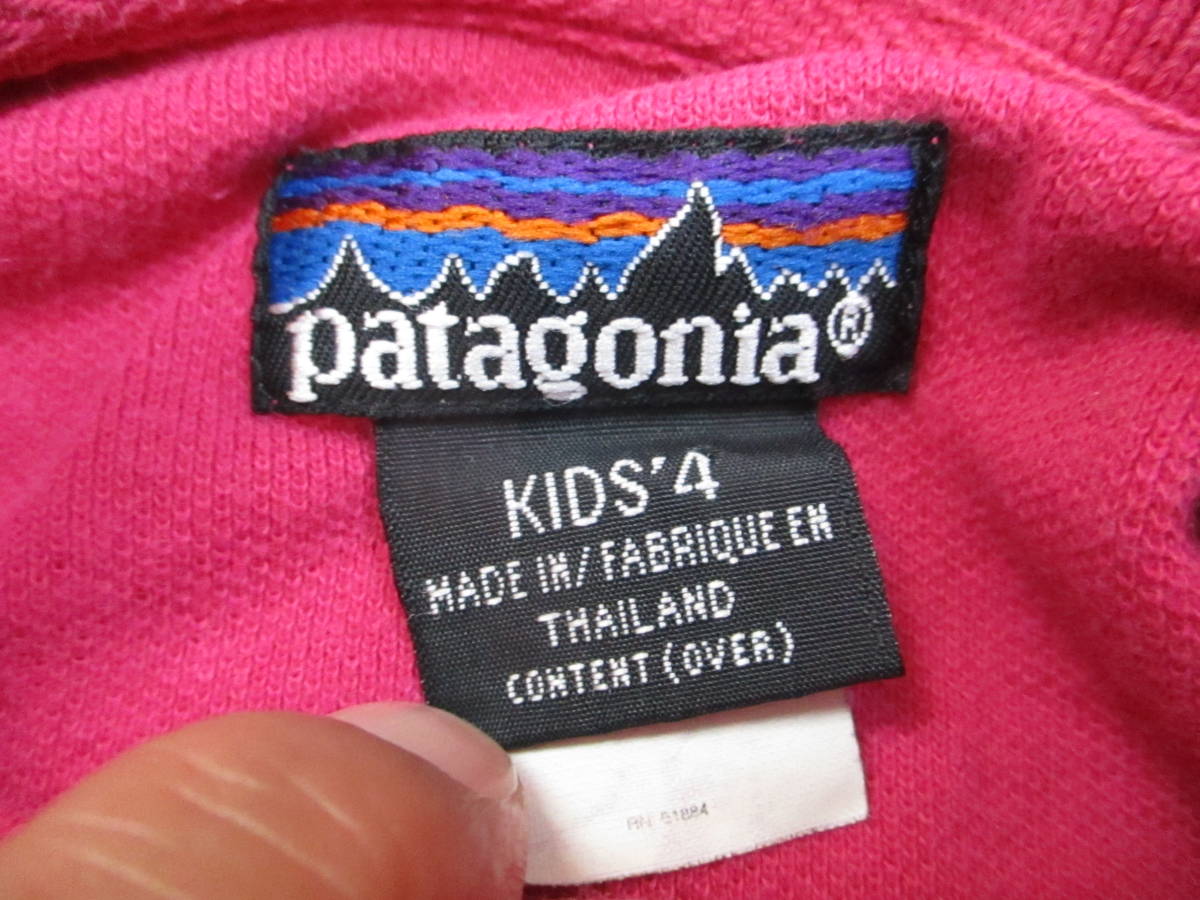 patagonia®
KIDS'4
MADE IN/FABRIQUE EN
THAILAND
CONTENT (OVER)
RN 51884